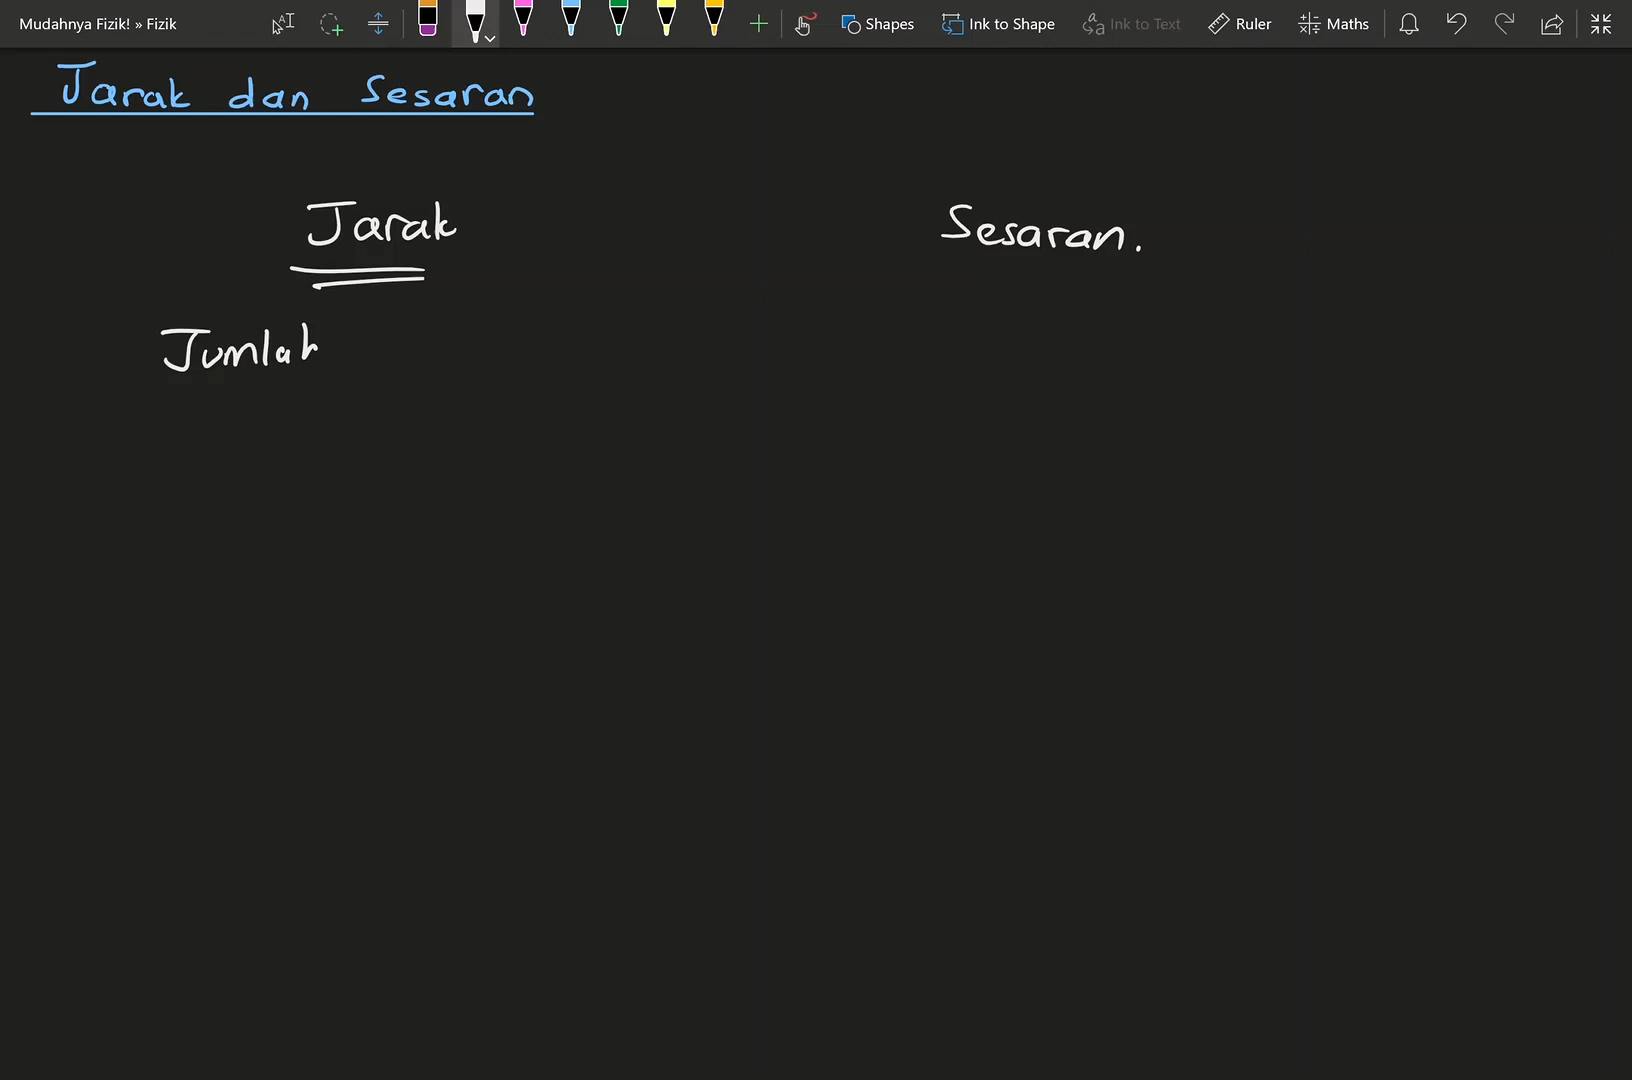 Mudahnya Fizik! » Fizik Shapes Ink to Shape Ink to Text Ruler Maths
Jarak dan Sesaran
Jarak Sesaran.
Jumlah